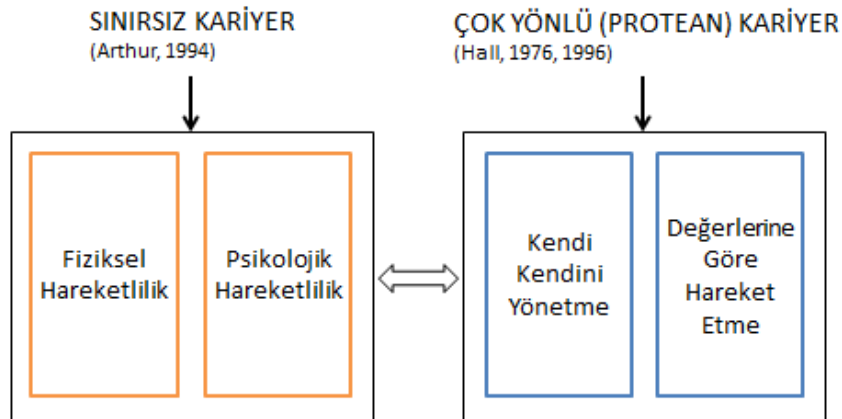 SINIRSIZ KARİYER
(Arthur, 1994)
ÇOK YÖNLÜ (PROTEAN) KARİYER
(Hall, 1976, 1996)
Fiziksel
Hareketlilik
Psikolojik
Hareketlilik
Kendi
Kendini
Yönetme
Değerlerine
Göre
Hareket
Etme